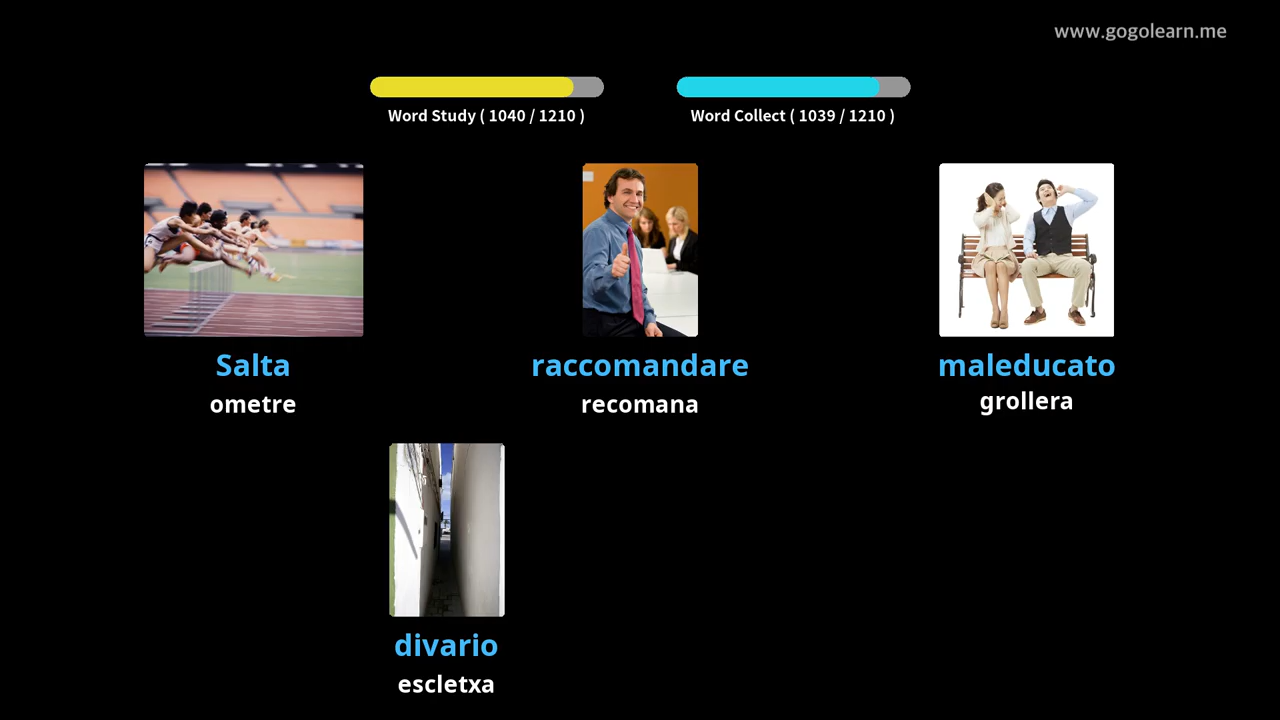 www.gogolearn.me
Word Study ( 1040 / 1210 )
Word Collect ( 1039 / 1210 )
Salta
ometre
raccomandare
recomana
maleducato
grollera
divario
escletxa